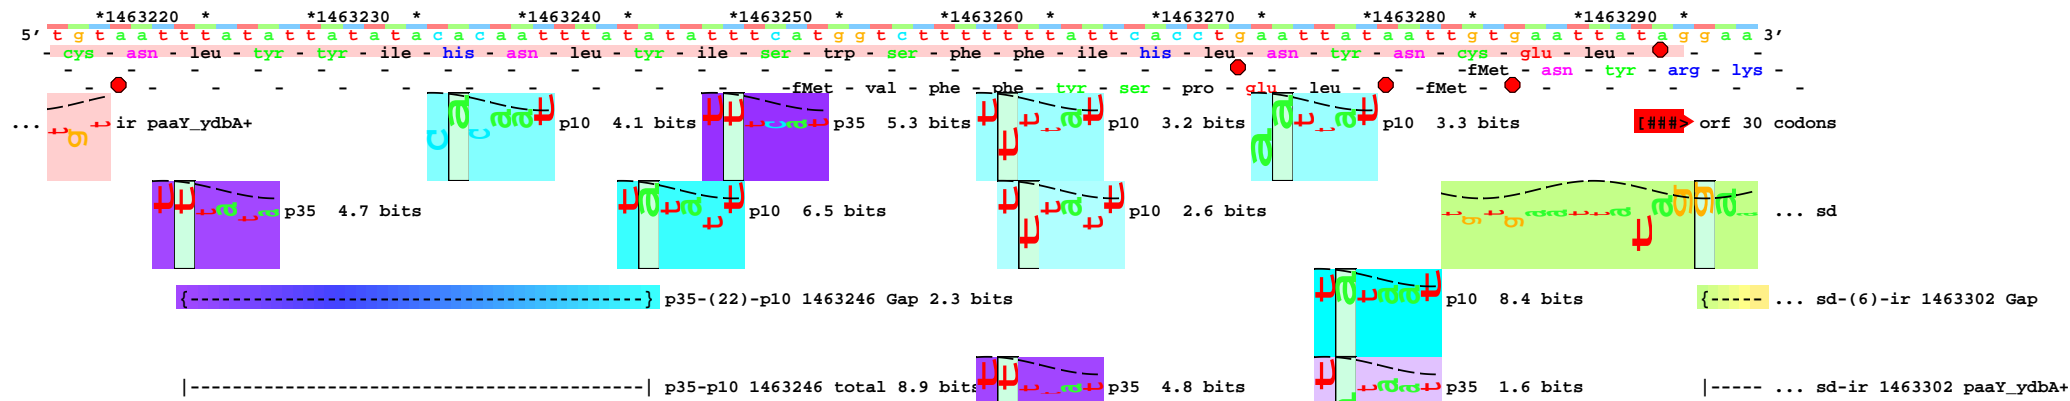 *1463220 * *1463230 * *1463240 * *1463250 * *1463260 * *1463270 * *1463280 * *1463290 *
5' t g t a a t t t a t a t t a t a t a c a c a a t t t a t a t a t t t c a t g g t c t t t t t t t a t t c a c c t g a a t t a t a a t t g t g a a t t a t a g g a a 3'
- cys - asn - leu - tyr - tyr - ile - his - asn - leu - tyr - ile - ser - trp - ser - phe - phe - ile - his - leu - asn - tyr - asn - cys - glu - leu - - -
- - - - - - - - - - - - - - - - - - - - - - -fMet - asn - tyr - arg - lys -
- - - - - - - - - - -fMet - val - phe - phe - tyr - ser - pro - glu - leu - -fMet - - - - - -
... ir paaY_ydbA+
p10 4.1 bits
p35 5.3 bits
p10 3.2 bits
p10 3.3 bits
[###> orf 30 codons
p35 4.7 bits
p10 6.5 bits
p10 2.6 bits
... sd
{--------------------------------------------} p35-(22)-p10 1463246 Gap 2.3 bits
p10 8.4 bits
{----- ... sd-(6)-ir 1463302 Gap
|--------------------------------------------| p35-p10 1463246 total 8.9 bits
p35 4.8 bits
p35 1.6 bits
|----- ... sd-ir 1463302 paaY_ydbA+